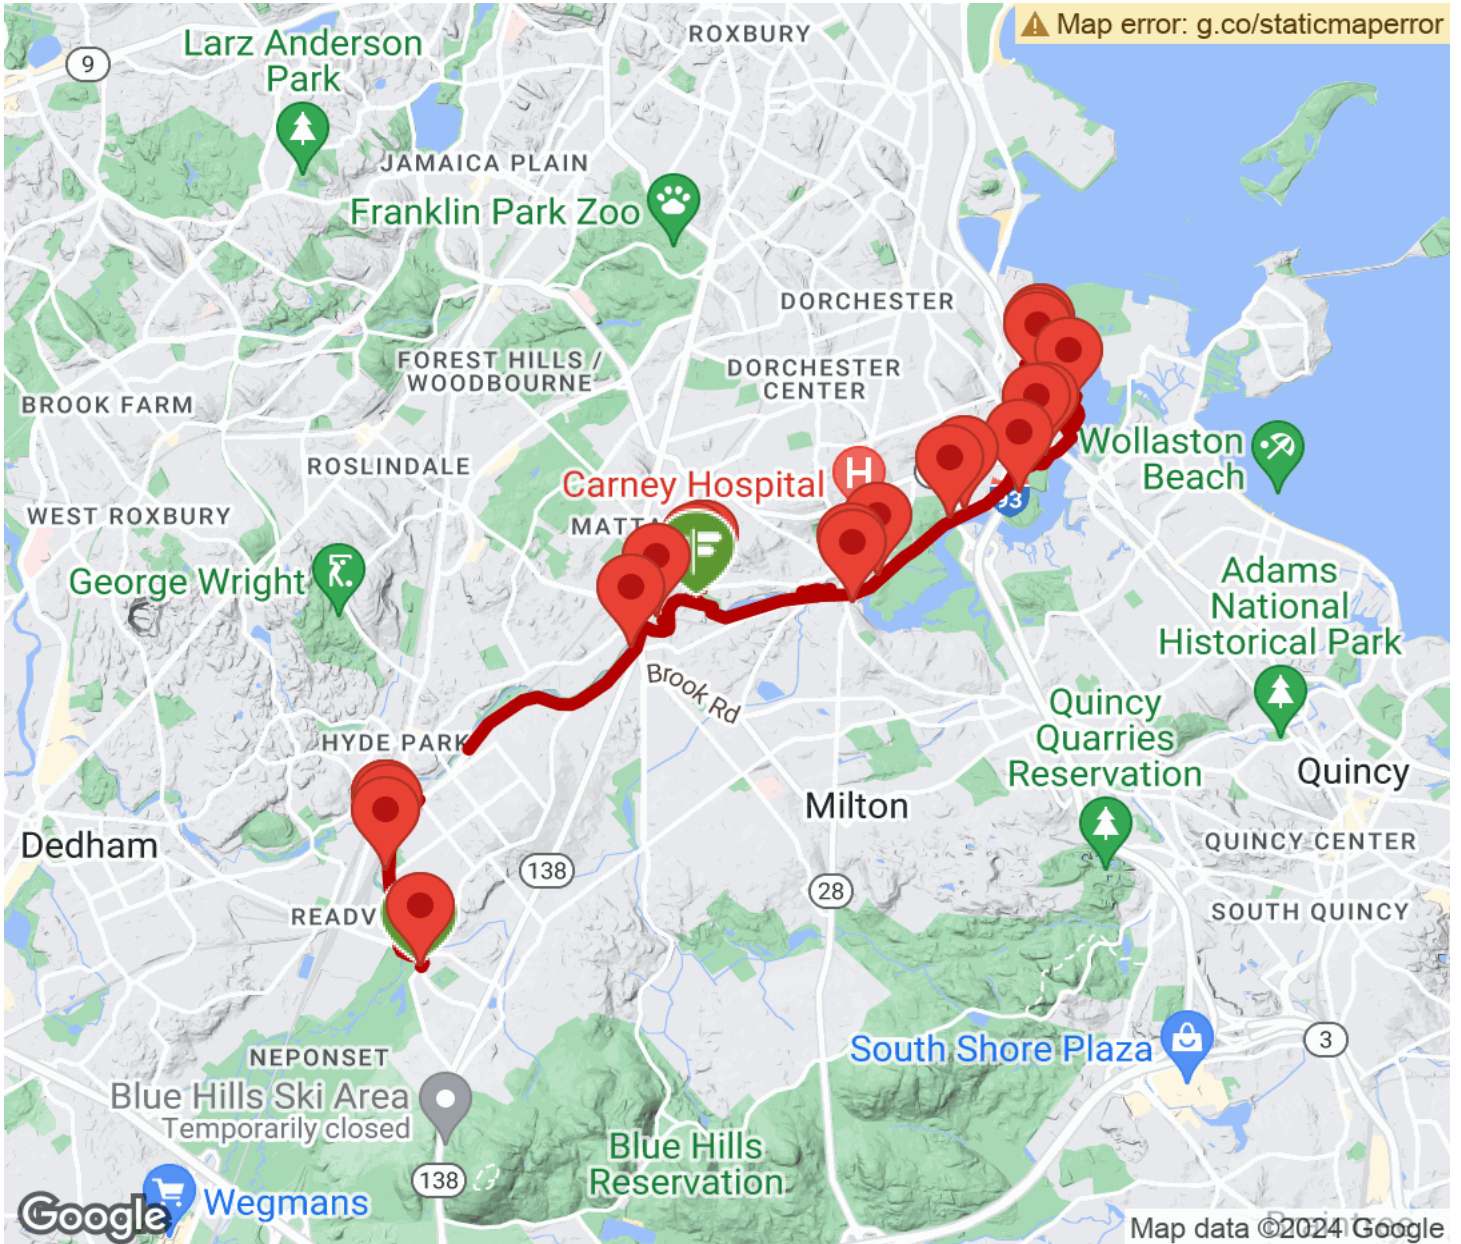 ROXBURY
Map error: g.co/staticmaperror
Larz Anderson
Park
9
JAMAICA PLAIN
Franklin Park Zoo
DORCHESTER
FOREST HILLS /
WOODBOURNE
DORCHESTER
CENTER
BROOK FARM
Wollaston
Beach
ROSLINDALE
Carney Hospital
H
93
WEST ROXBURY
MATTA
George Wright
Adams
National
Historical Park
Brook Rd
Quincy
Quarries
Reservation
HYDE PARK
Quincy
Milton
Dedham
QUINCY CENTER
138
28
READV
SOUTH QUINCY
NEPONSET
South Shore Plaza
3
Blue Hills Ski Area
Temporarily closed
Blue Hills
Reservation
138
Wegmans
Google
Map data ©2024 Google